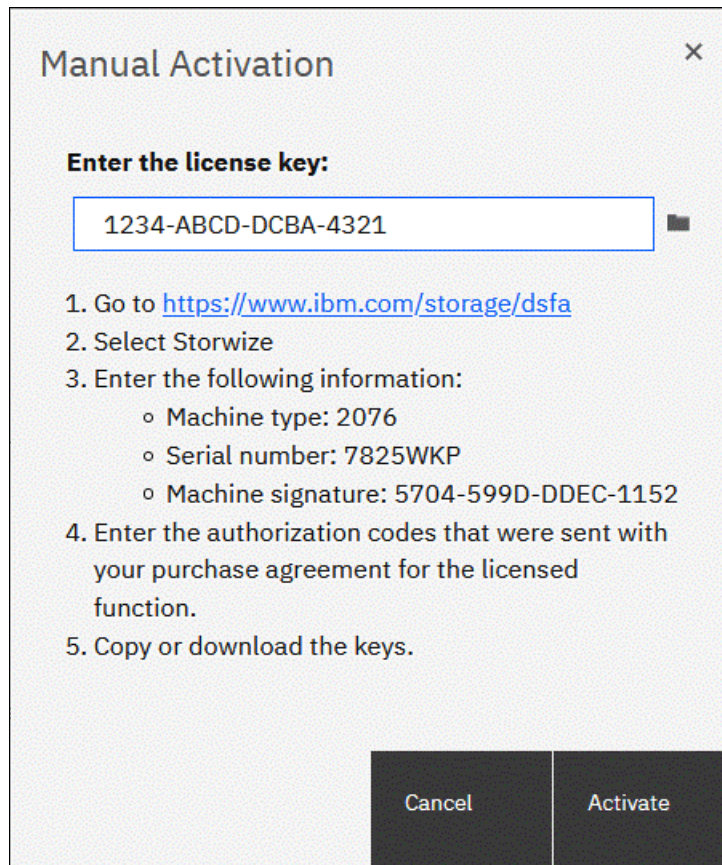 Manual Activation
×
Enter the license key:
1234-ABCD-DCBA-4321
1. Go to https://www.ibm.com/storage/dsfa
2. Select Storwize
3. Enter the following information:
○ Machine type: 2076
○ Serial number: 7825WKP
○ Machine signature: 5704-599D-DDEC-1152
4. Enter the authorization codes that were sent with
your purchase agreement for the licensed
function.
5. Copy or download the keys.
Cancel
Activate